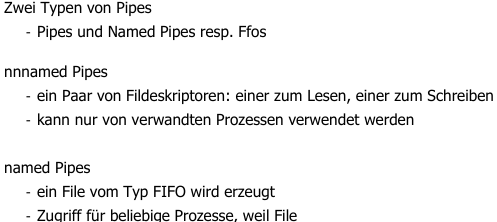 Zwei Typen von Pipes
- Pipes und Named Pipes resp. Ffos
nnnamed Pipes
- ein Paar von Fildeskriptoren: einer zum Lesen, einer zum Schreiben
- kann nur von verwandten Prozessen verwendet werden
named Pipes
- ein File vom Typ FIFO wird erzeugt
- Zugriff für beliebige Prozesse, weil File